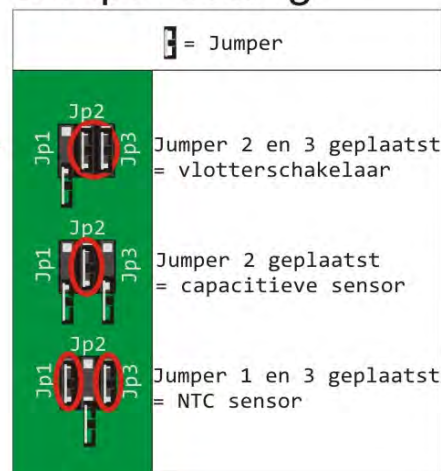 = Jumper
Jp2
Jp1
Jp3
Jumper 2 en 3 geplaatst
= vlotterschakelaar
Jp2
Jp1
Jp3
Jumper 2 geplaatst
= capacitieve sensor
Jp2
Jp1
Jp3
Jumper 1 en 3 geplaatst
= NTC sensor